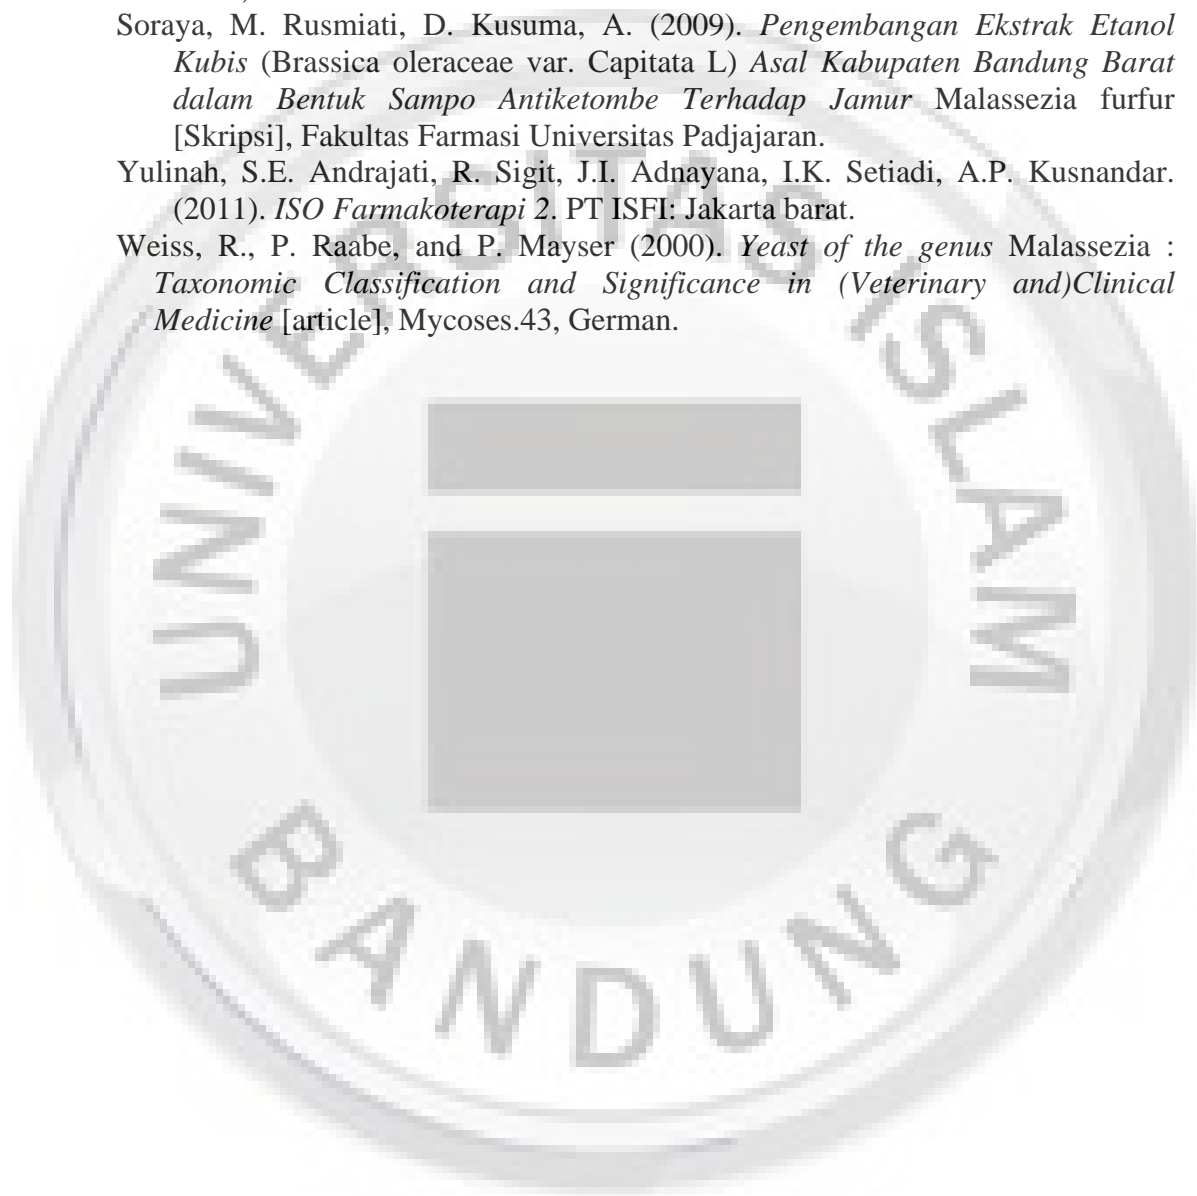 Soraya, M. Rusmiati, D. Kusuma, A. (2009). Pengembangan Ekstrak Etanol
Kubis (Brassica oleraceae var. Capitata L) Asal Kabupaten Bandung Barat
dalam Bentuk Sampo Antiketombe Terhadap Jamur Malassezia furfur
[Skripsi], Fakultas Farmasi Universitas Padjajaran.
Yulinah, S.E. Andrajati, R. Sigit, J.I. Adnayana, I.K. Setiadi, A.P. Kusnandar.
(2011). ISO Farmakoterapi 2. PT ISFI: Jakarta barat.
Weiss, R., P. Raabe, and P. Mayser (2000). Yeast of the genus Malassezia :
Taxonomic Classification and Significance in (Veterinary and)Clinical
Medicine [article], Mycoses.43, German.
UNIVERSITAS ISLAM
BANDUNG